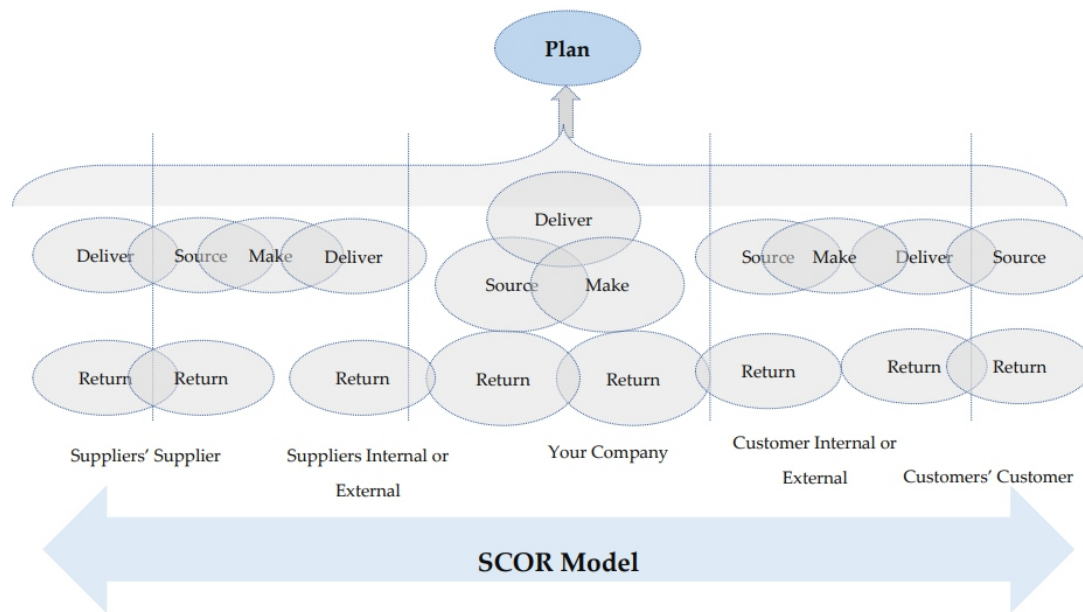 Plan
Deliver
Deliver Source Make Deliver
Source Make Deliver Source
Source Make
Return Return Return Return Return Return Return Return
Suppliers’ Supplier
Suppliers Internal or
External
Your Company
Customer Internal or
External
Customers’ Customer
SCOR Model